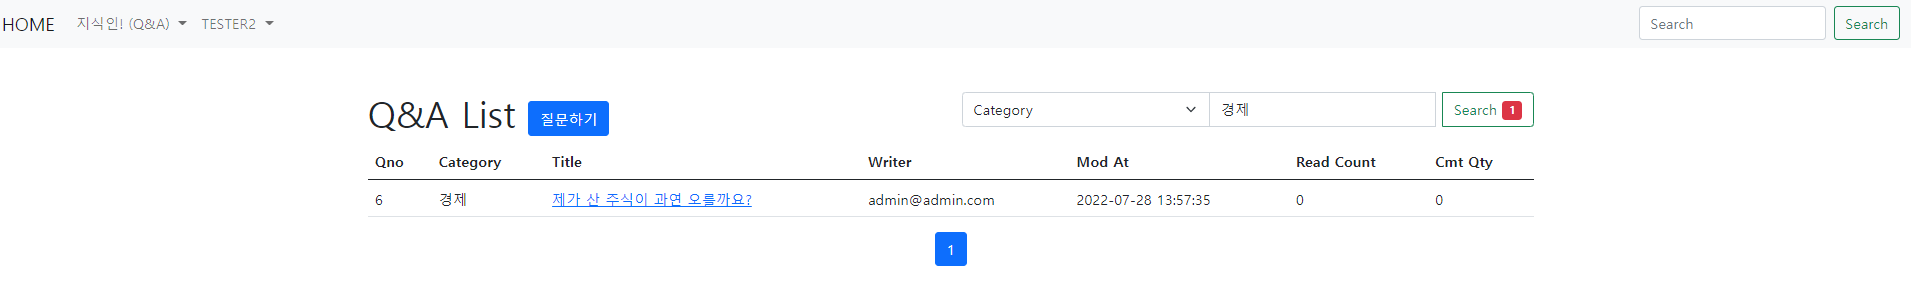 HOME 지식인! (Q&A) TESTER2 Search Search
Q&A List 질문하기 Category 경제 Search 1
Qno Category Title Writer Mod At Read Count Cmt Qty
6 경제 제가 산 주식이 과연 오를까요? admin@admin.com 2022-07-28 13:57:35 0 0
1